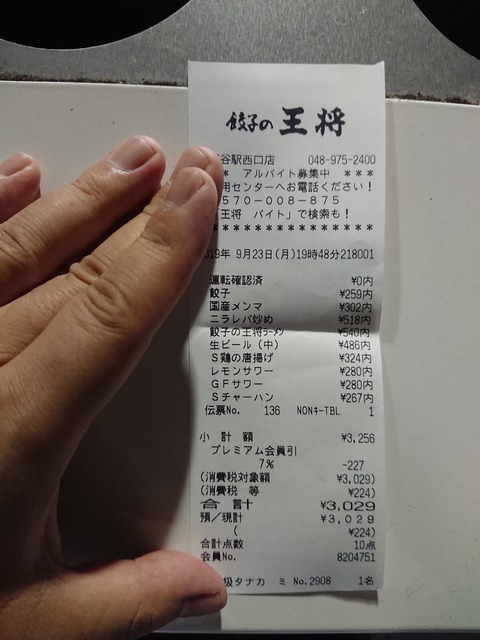 餃子の王将
谷駅西口店 048-975-2400
* アルバイト募集中 ***
用センターへお電話ください!
570-008-875
王将 バイト」で検索も!
***************
19年 9月23日(月)19時48分218001
運転確認済 ¥0内
餃子 ¥259内
国産メンマ ¥302内
ニラレバ炒め ¥518内
餃子の王将ラーメン ¥540内
生ビール(中) ¥486内
S鶏の唐揚げ ¥324内
レモンサワー ¥280内
GFサワー ¥280内
Sチャーハン ¥267内
伝票No. 136 NONキ-TBL 1
小計額 ¥3,256
プレミアム会員引
7% -227
(消費税対象額 ¥3,029)
(消費税 等 ¥224)
合計 ¥3,029
預/現計 ¥3,029
( ¥224)
合計点数 10点
会員No. 8204751
扱タナカ ミ No.2908 1名